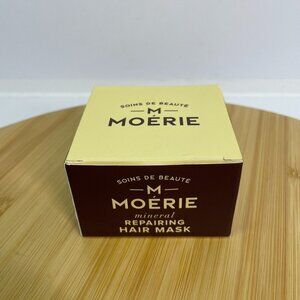 SOINS DE BEAUTÉ
M
MOÉRIE
SOINS DE BEAUTÉ
M
MOÉRIE
mineral
REPAIRING
HAIR MASK